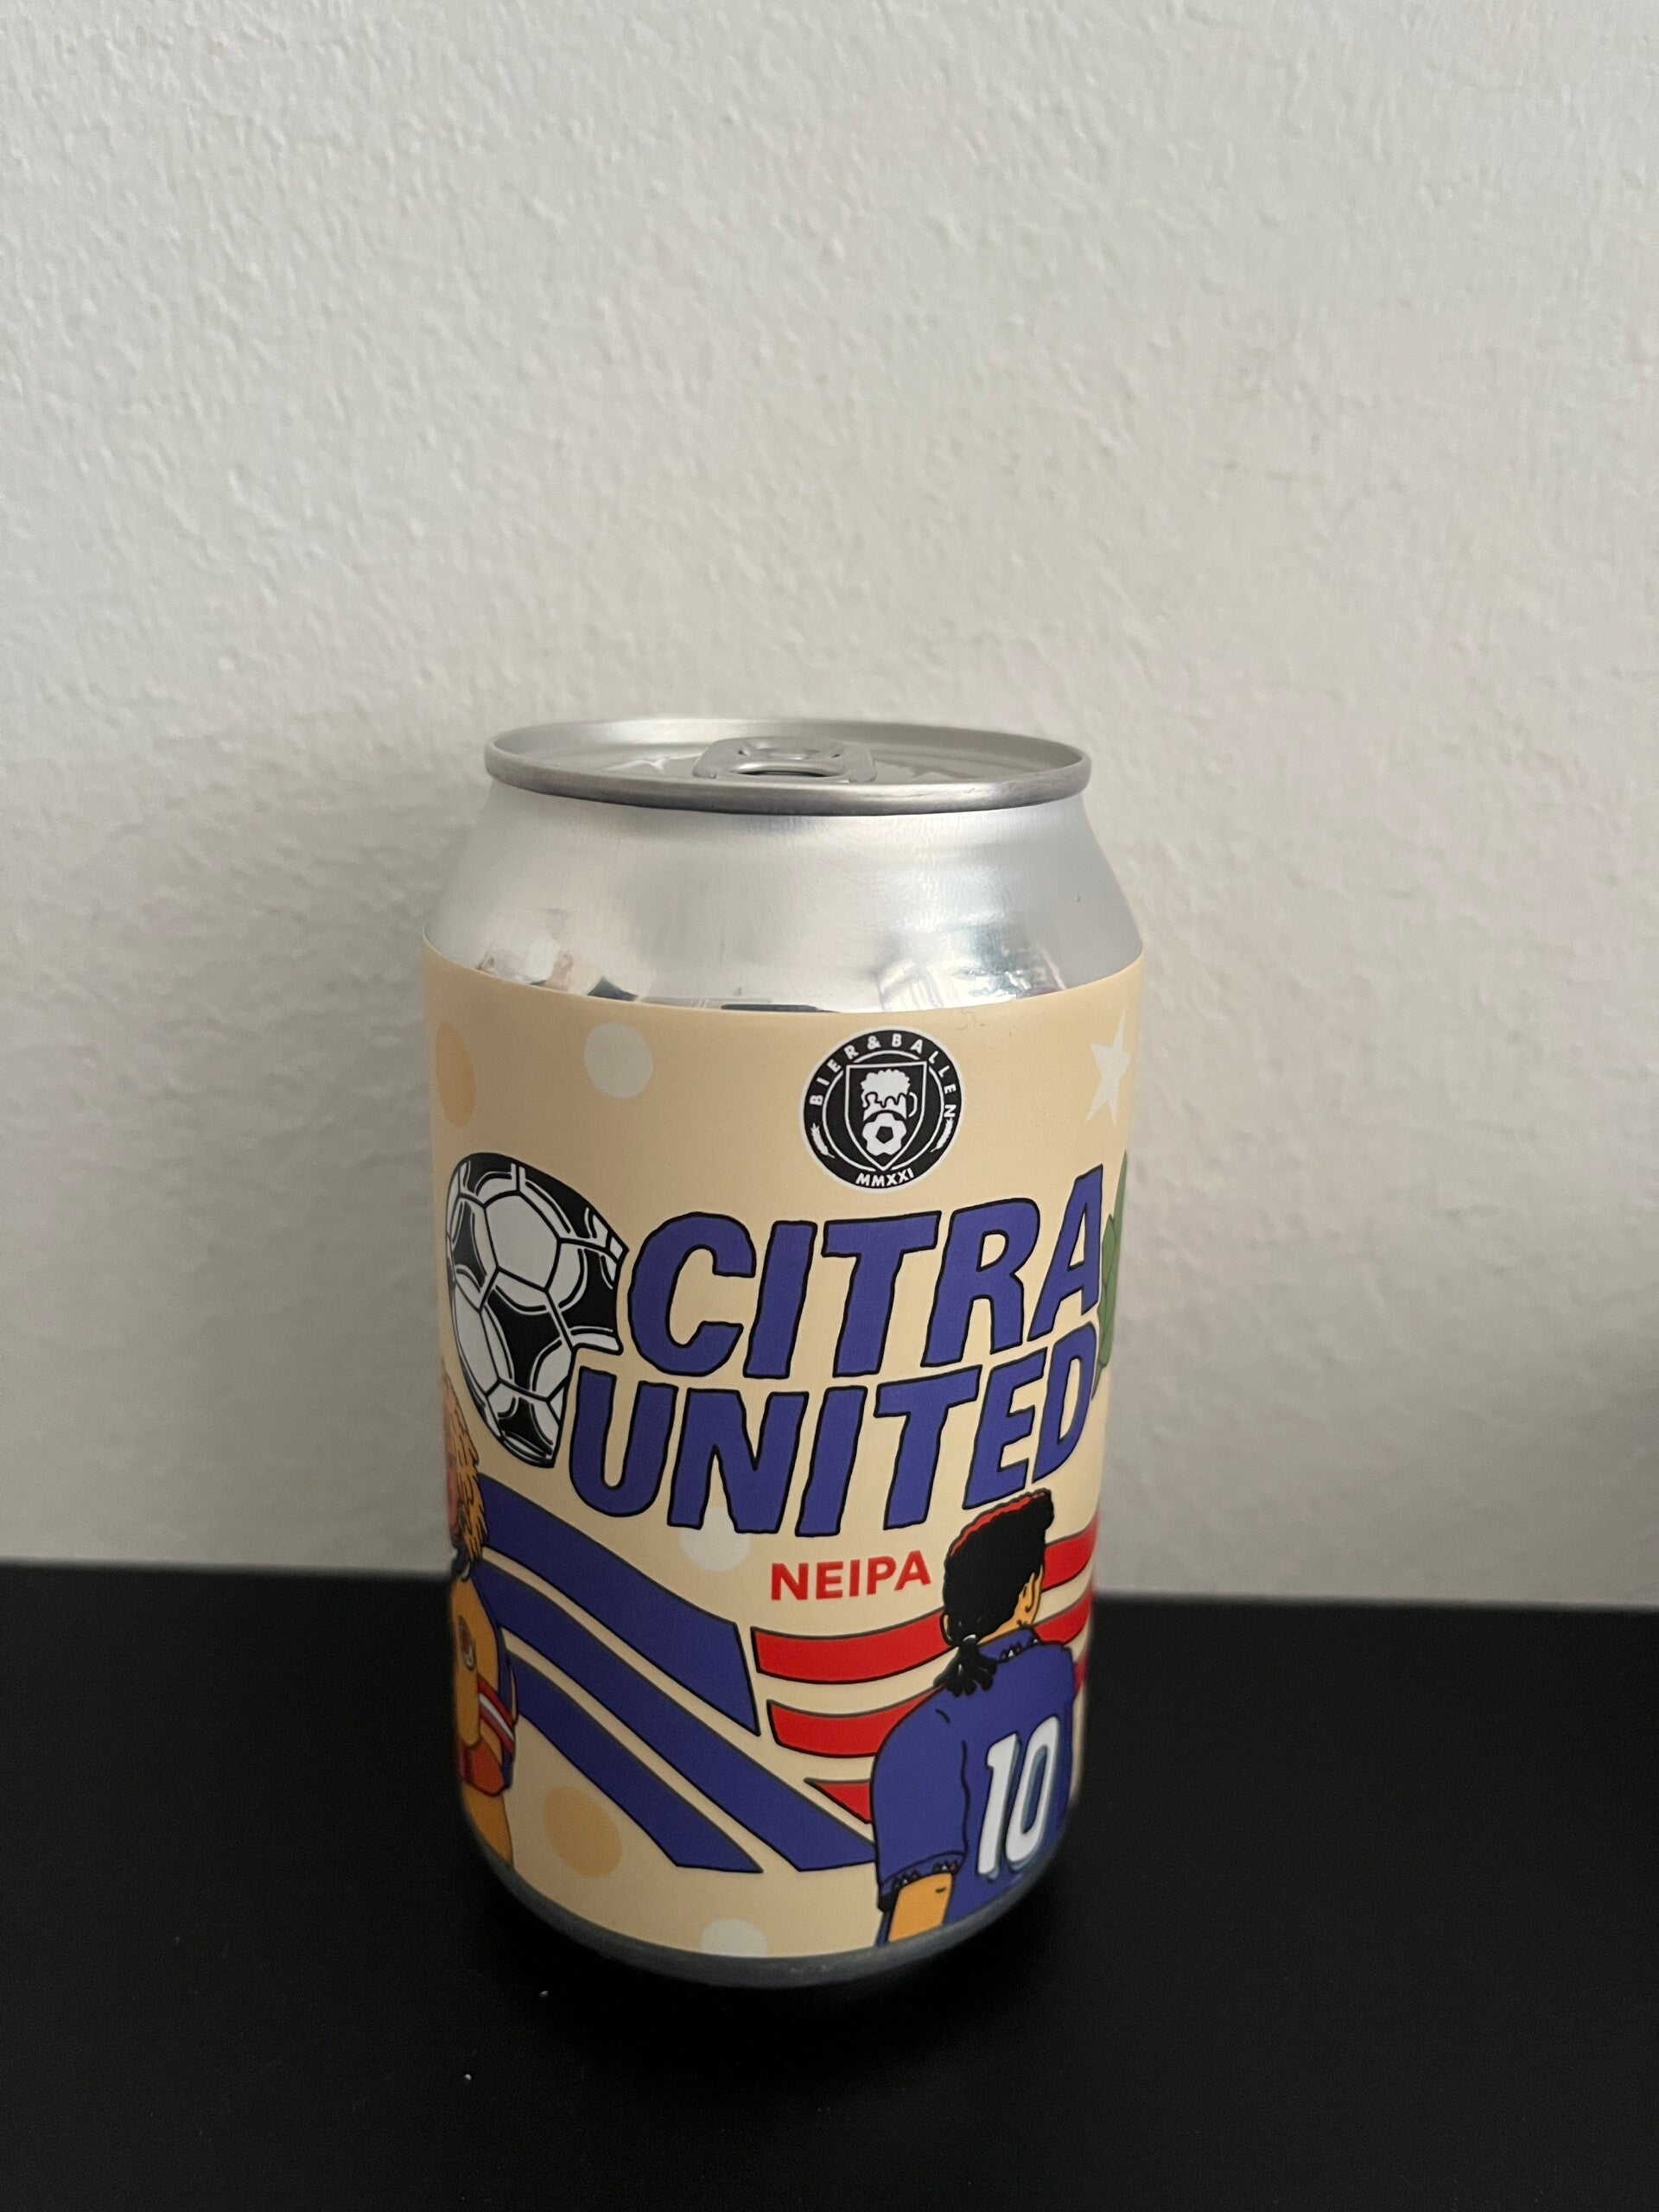 BIER & BALLEN
MMXXI
CITRA
UNITED
NEIPA
10